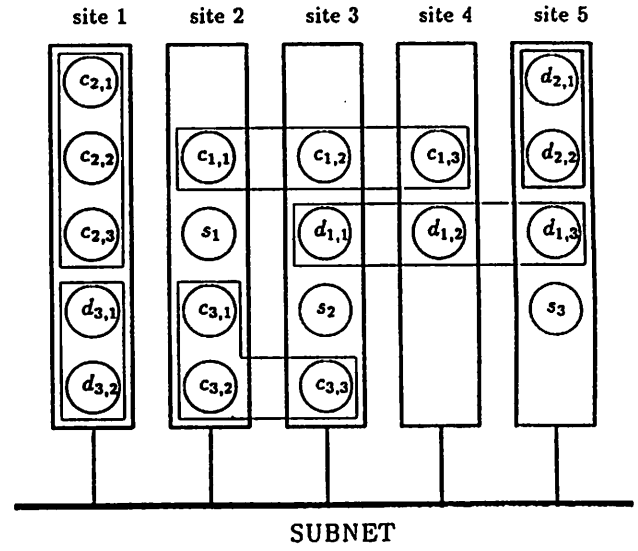 site 1 site 2 site 3 site 4 site 5
c2,1 d2,1
c2,2 c1,1 c1,2 c1,3 d2,2
c2,3 s1 d1,1 d1,2 d1,3
d3,1 c3,1 s2 s3
d3,2 c3,2 c3,3
SUBNET